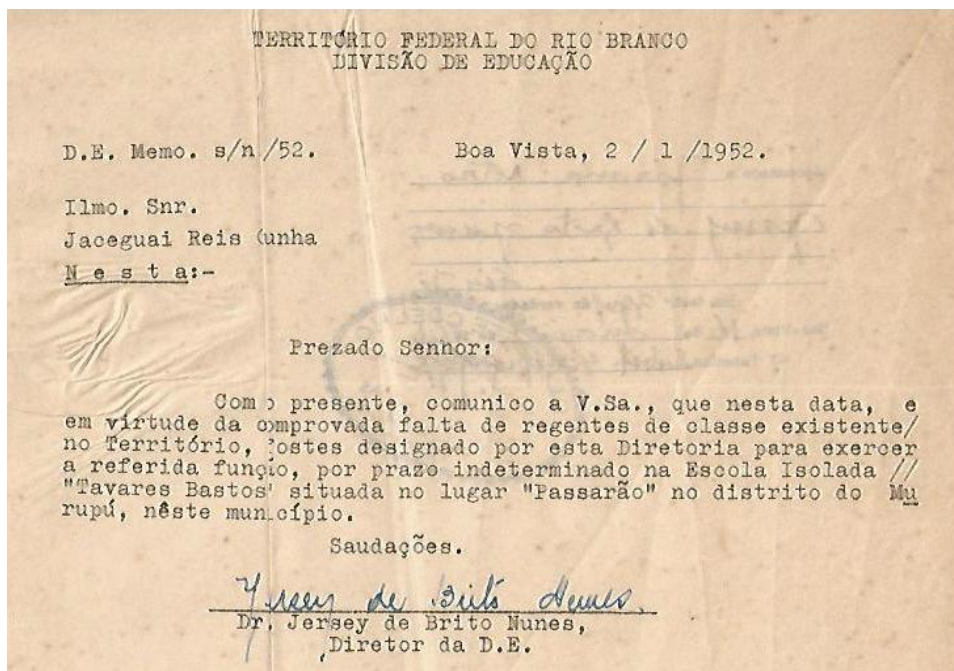 TERRITÓRIO FEDERAL DO RIO BRANCO
DIVISÃO DE EDUCAÇÃO
D.E. Memo. s/n /52. Boa Vista, 2 / 1 /1952.
Ilmo. Snr.
Jaceguai Reis Cunha
N e s t a:-
Prezado Senhor:
Com o presente, comunico a V.Sa., que nesta data, e
em virtude da comprovada falta de regentes de classe existente/
no Território, fostes designado por esta Diretoria para exercer
a referida função, por prazo indeterminado na Escola Isolada //
"Tavares Bastos" situada no lugar "Passarão" no distrito do Mu
rupú, nêste município.
Saudações.
Jersey de Brito Nunes.
Dr. Jersey de Brito Nunes,
Diretor da D.E.